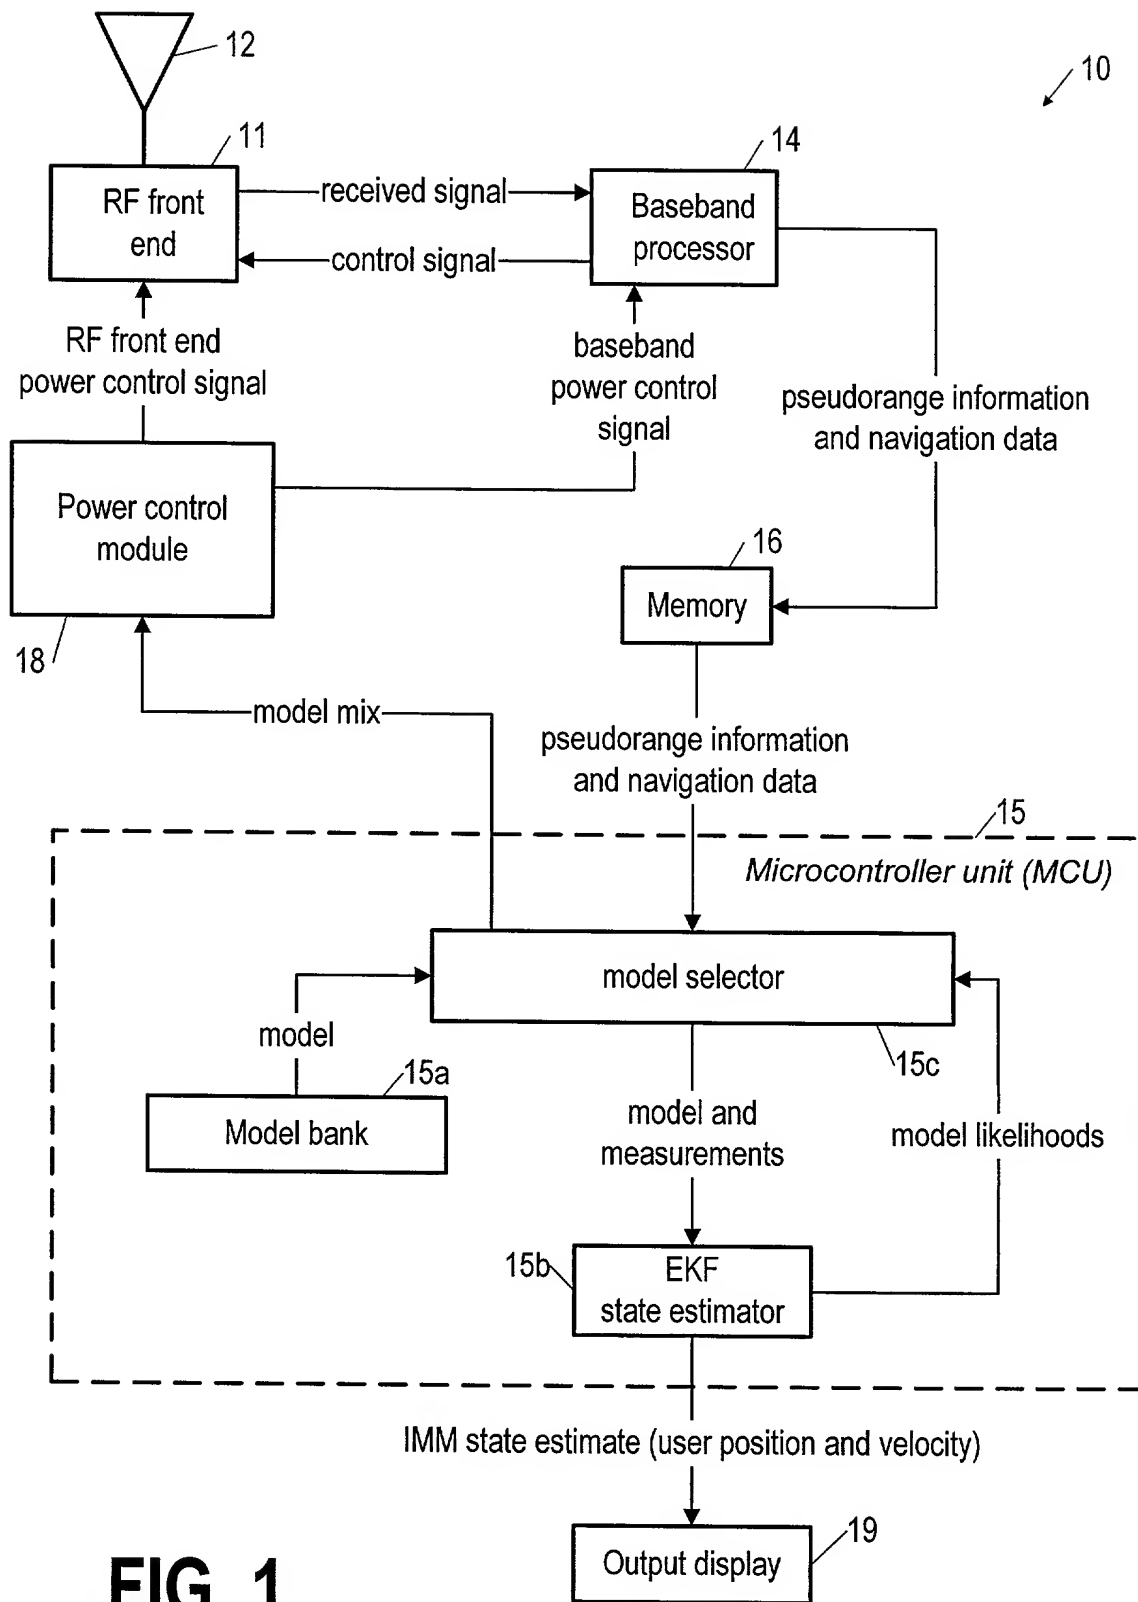 12
10
11
14
RF front
end
received signal
control signal
Baseband
processor
RF front end
power control signal
baseband
power control
signal
pseudorange information
and navigation data
Power control
module
18
16
Memory
model mix
pseudorange information
and navigation data
15
Microcontroller unit (MCU)
model selector
15c
model
15a
Model bank
model and
measurements
model likelihoods
15b
EKF
state estimator
IMM state estimate (user position and velocity)
19
Output display
FIG. 1